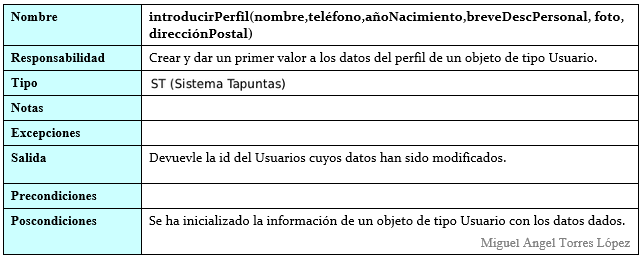 Nombre introducirPerfil(nombre,teléfono,añoNacimiento,breveDescPersonal, foto,
direcciónPostal)
Responsabilidad Crear y dar un primer valor a los datos del perfil de un objeto de tipo Usuario.
Tipo ST (Sistema Tapuntas)
Notas
Excepciones
Salida Devuevle la id del Usuarios cuyos datos han sido modificados.
Precondiciones
Poscondiciones Se ha inicializado la información de un objeto de tipo Usuario con los datos dados.
Miguel Angel Torres López